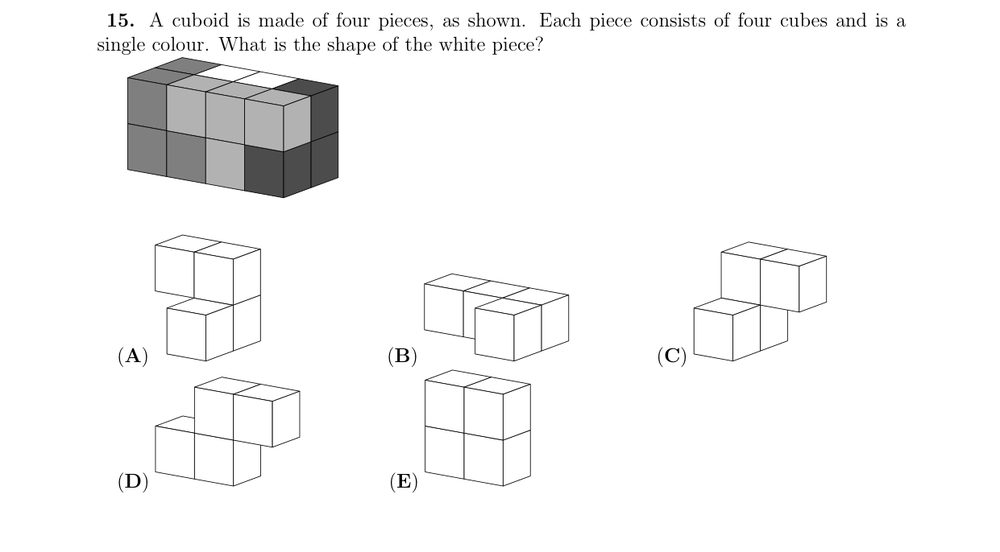 15. A cuboid is made of four pieces, as shown. Each piece consists of four cubes and is a
single colour. What is the shape of the white piece?
(A)
(B)
(C)
(D)
(E)